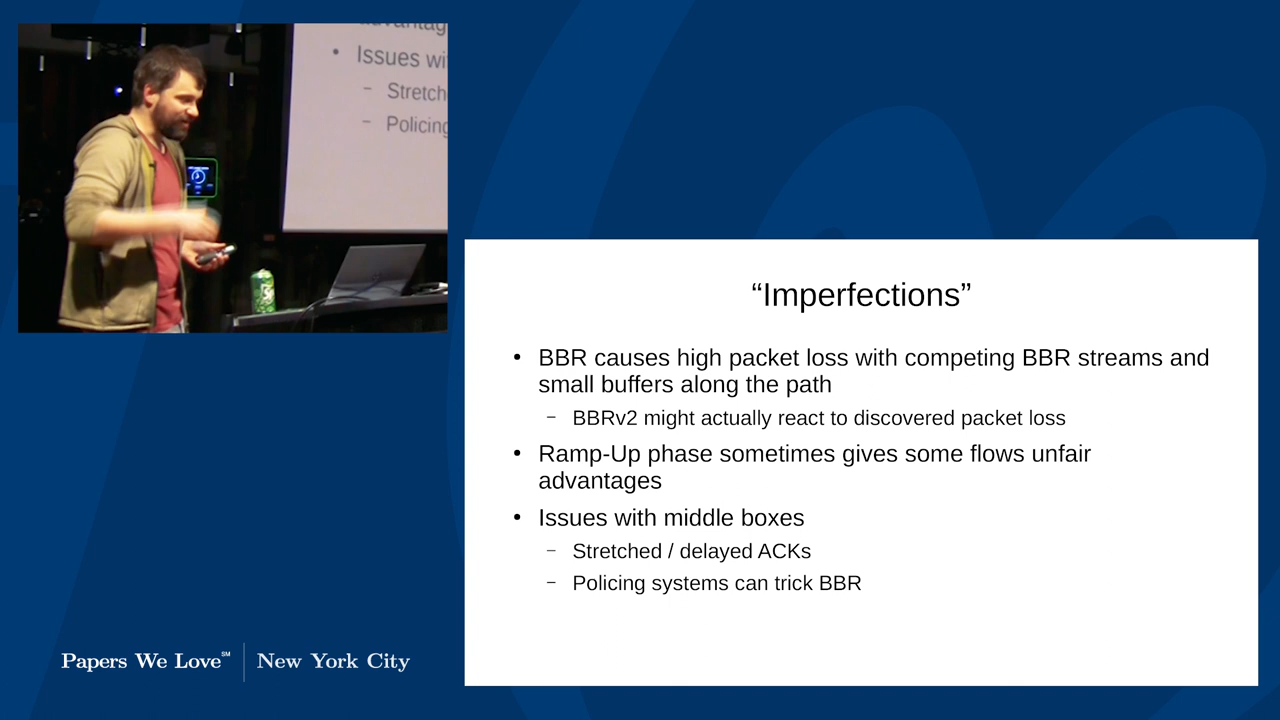 advantag
• Issues wi
– Stretch
– Policing
“Imperfections”
• BBR causes high packet loss with competing BBR streams and
small buffers along the path
– BBRv2 might actually react to discovered packet loss
• Ramp-Up phase sometimes gives some flows unfair
advantages
• Issues with middle boxes
– Stretched / delayed ACKs
– Policing systems can trick BBR
Papers We Love℠ | New York City